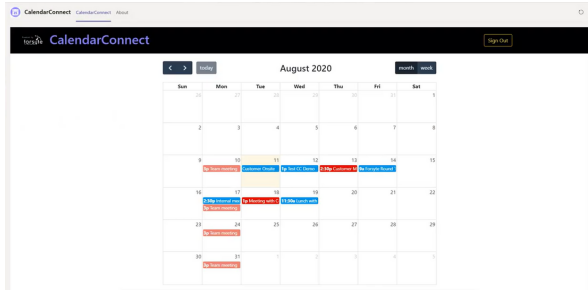 CalendarConnect CalendarConnect About
forsyte CalendarConnect Sign Out
today August 2020 month week
Sun Mon Tue Wed Thu Fri Sat
26 27 28 29 30 31 1
2 3 4 5 6 7 8
9 10 11 12 13 14 15
5p Team meeting Customer Onsite 1p Test CC Demo 2:30p Customer M 9a Forsyte Round
16 17 18 19 20 21 22
2:30p Internal mee 1p Meeting with C 11:30a Lunch with
5p Team meeting
23 24 25 26 27 28 29
5p Team meeting
30 31 1 2 3 4 5
5p Team meeting